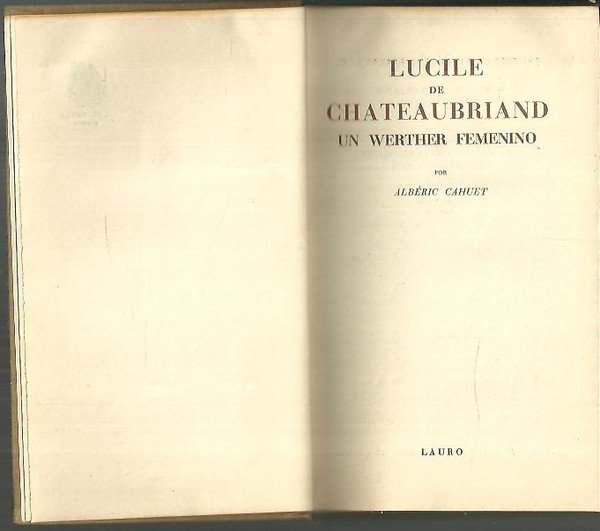 LUCILE
DE
CHATEAUBRIAND
UN WERTHER FEMENINO
POR
ALBÉRIC CAHUET
LAURO